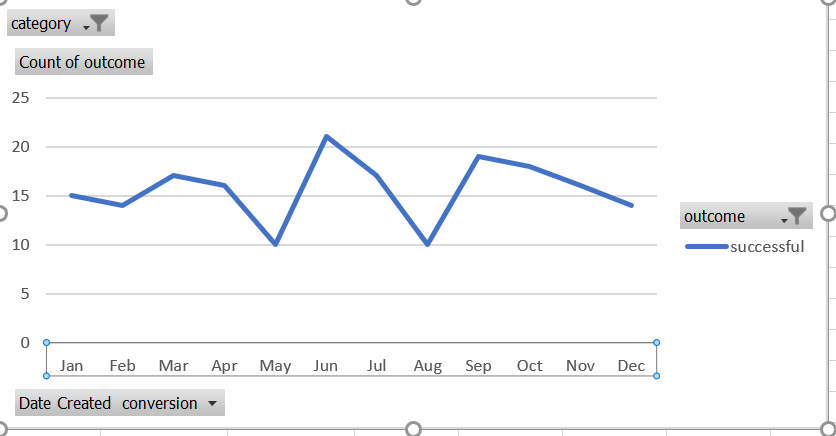 category
Count of outcome
25
20
15
10
5
0
Jan Feb Mar Apr May Jun Jul Aug Sep Oct Nov Dec
outcome
successful
Date Created conversion